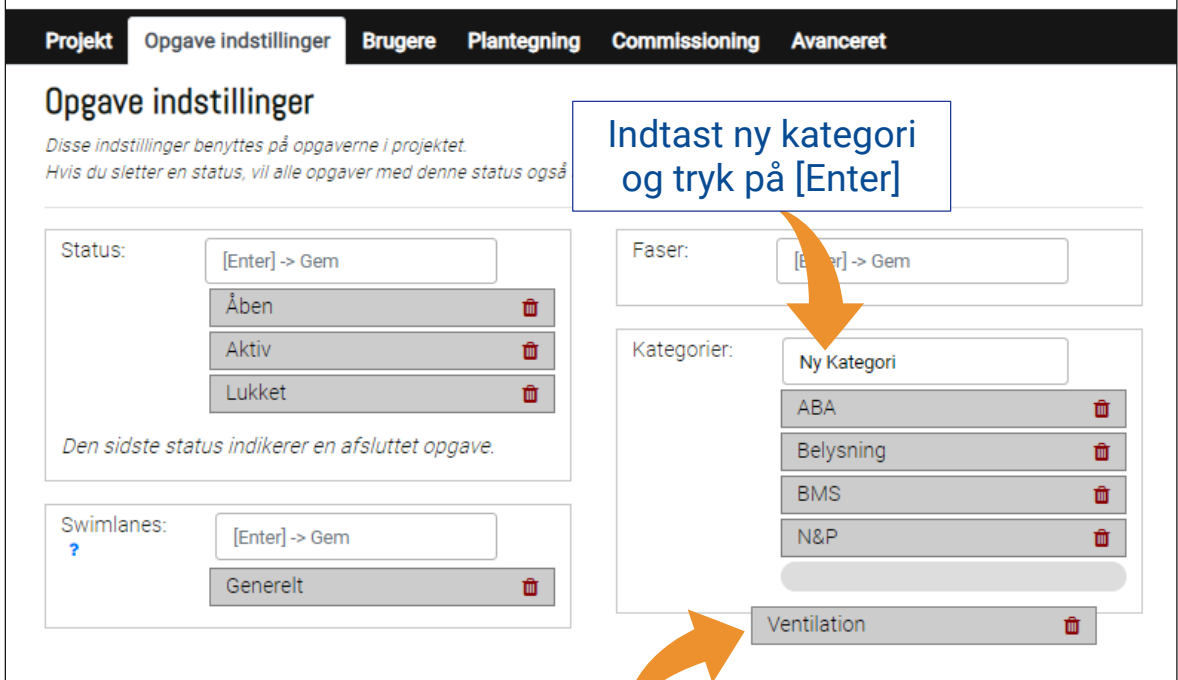 Projekt Opgave indstillinger Brugere Plantegning Commissioning Avanceret
Opgave indstillinger
Disse indstillinger benyttes på opgaverne i projektet.
Hvis du sletter en status, vil alle opgaver med denne status også
Indtast ny kategori
og tryk på [Enter]
Status:
[Enter] -> Gem
Åben
Aktiv
Lukket
Den sidste status indikerer en afsluttet opgave.
Swimlanes:
?
[Enter] -> Gem
Generelt
Faser:
-> Gem
Kategorier:
Ny Kategori
ABA
Belysning
BMS
N&P
Ventilation